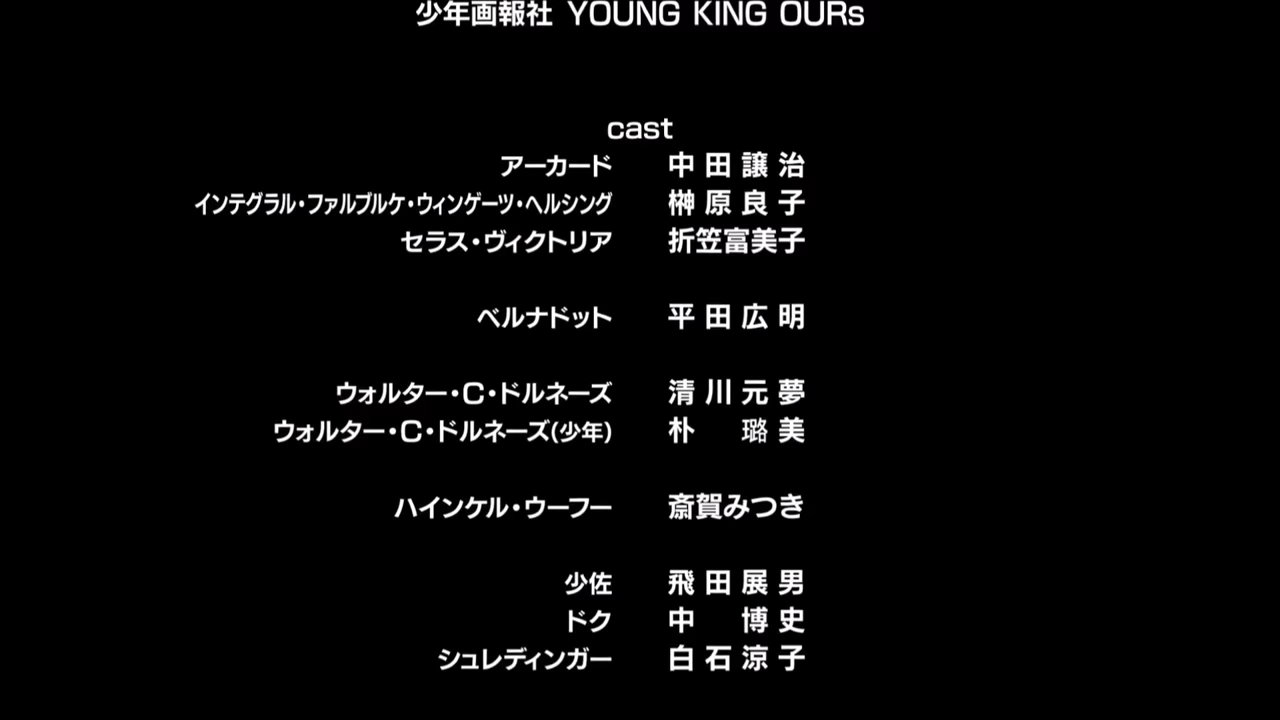 少年画報社 YOUNG KING OURs
cast
アーカード 中田譲治
インテグラル・ファルブルケ・ウィンゲーツ・ヘルシング 榊原良子
セラス・ヴィクトリア 折笠富美子
ベルナドット 平田広明
ウォルター・C・ドルネーズ 清川元夢
ウォルター・C・ドルネーズ(少年) 朴 璐美
ハインケル・ウーフー 斎賀みつき
少佐 飛田展男
ドク 中 博史
シュレディンガー 白石涼子